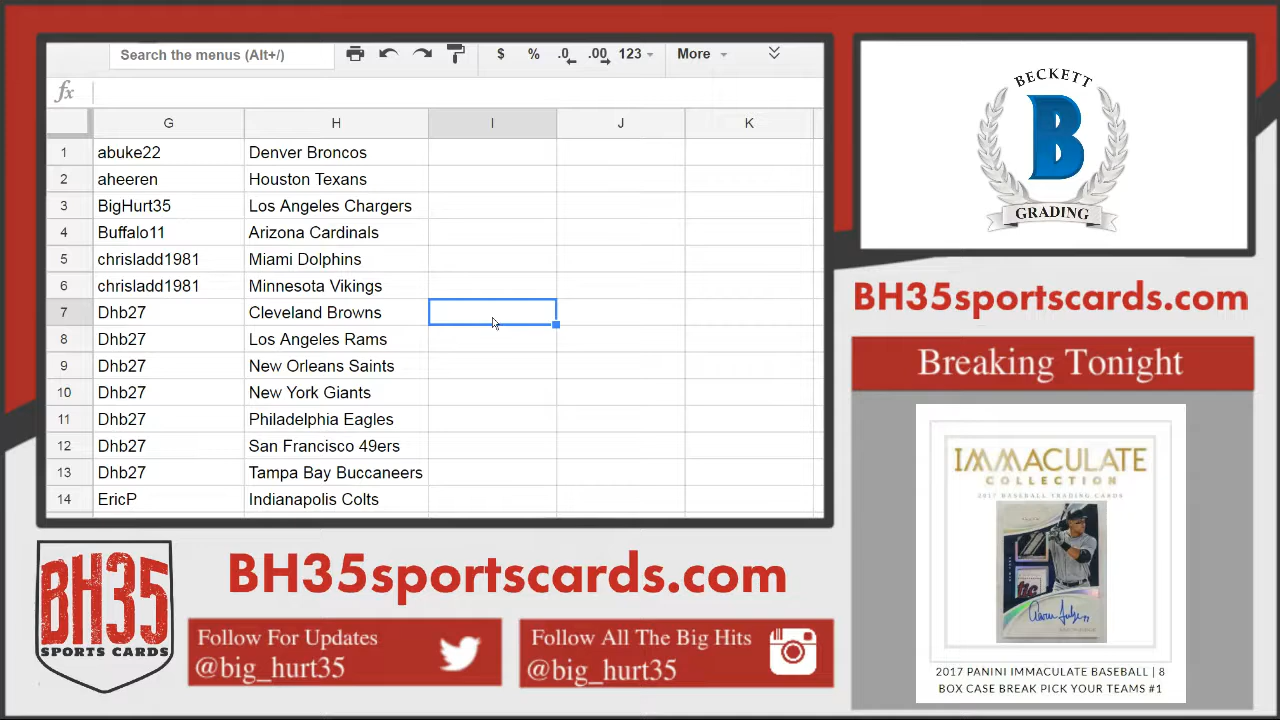 Search the menus (Alt+/)
$ % .0 .00 123 More
fx
G H I J K
1 abuke22 Denver Broncos
2 aheeren Houston Texans
3 BigHurt35 Los Angeles Chargers
4 Buffalo11 Arizona Cardinals
5 chrisladd1981 Miami Dolphins
6 chrisladd1981 Minnesota Vikings
7 Dhb27 Cleveland Browns
8 Dhb27 Los Angeles Rams
9 Dhb27 New Orleans Saints
10 Dhb27 New York Giants
11 Dhb27 Philadelphia Eagles
12 Dhb27 San Francisco 49ers
13 Dhb27 Tampa Bay Buccaneers
14 EricP Indianapolis Colts
BECKETT
B
GRADING
BH35sportscards.com
Breaking Tonight
IMMACULATE
COLLECTION
2017 BASEBALL TRADING CARDS
2017 PANINI IMMACULATE BASEBALL | 8
BOX CASE BREAK PICK YOUR TEAMS #1
BH35
SPORTS CARDS
BH35sportscards.com
Follow For Updates
@big_hurt35
Follow All The Big Hits
@big_hurt35